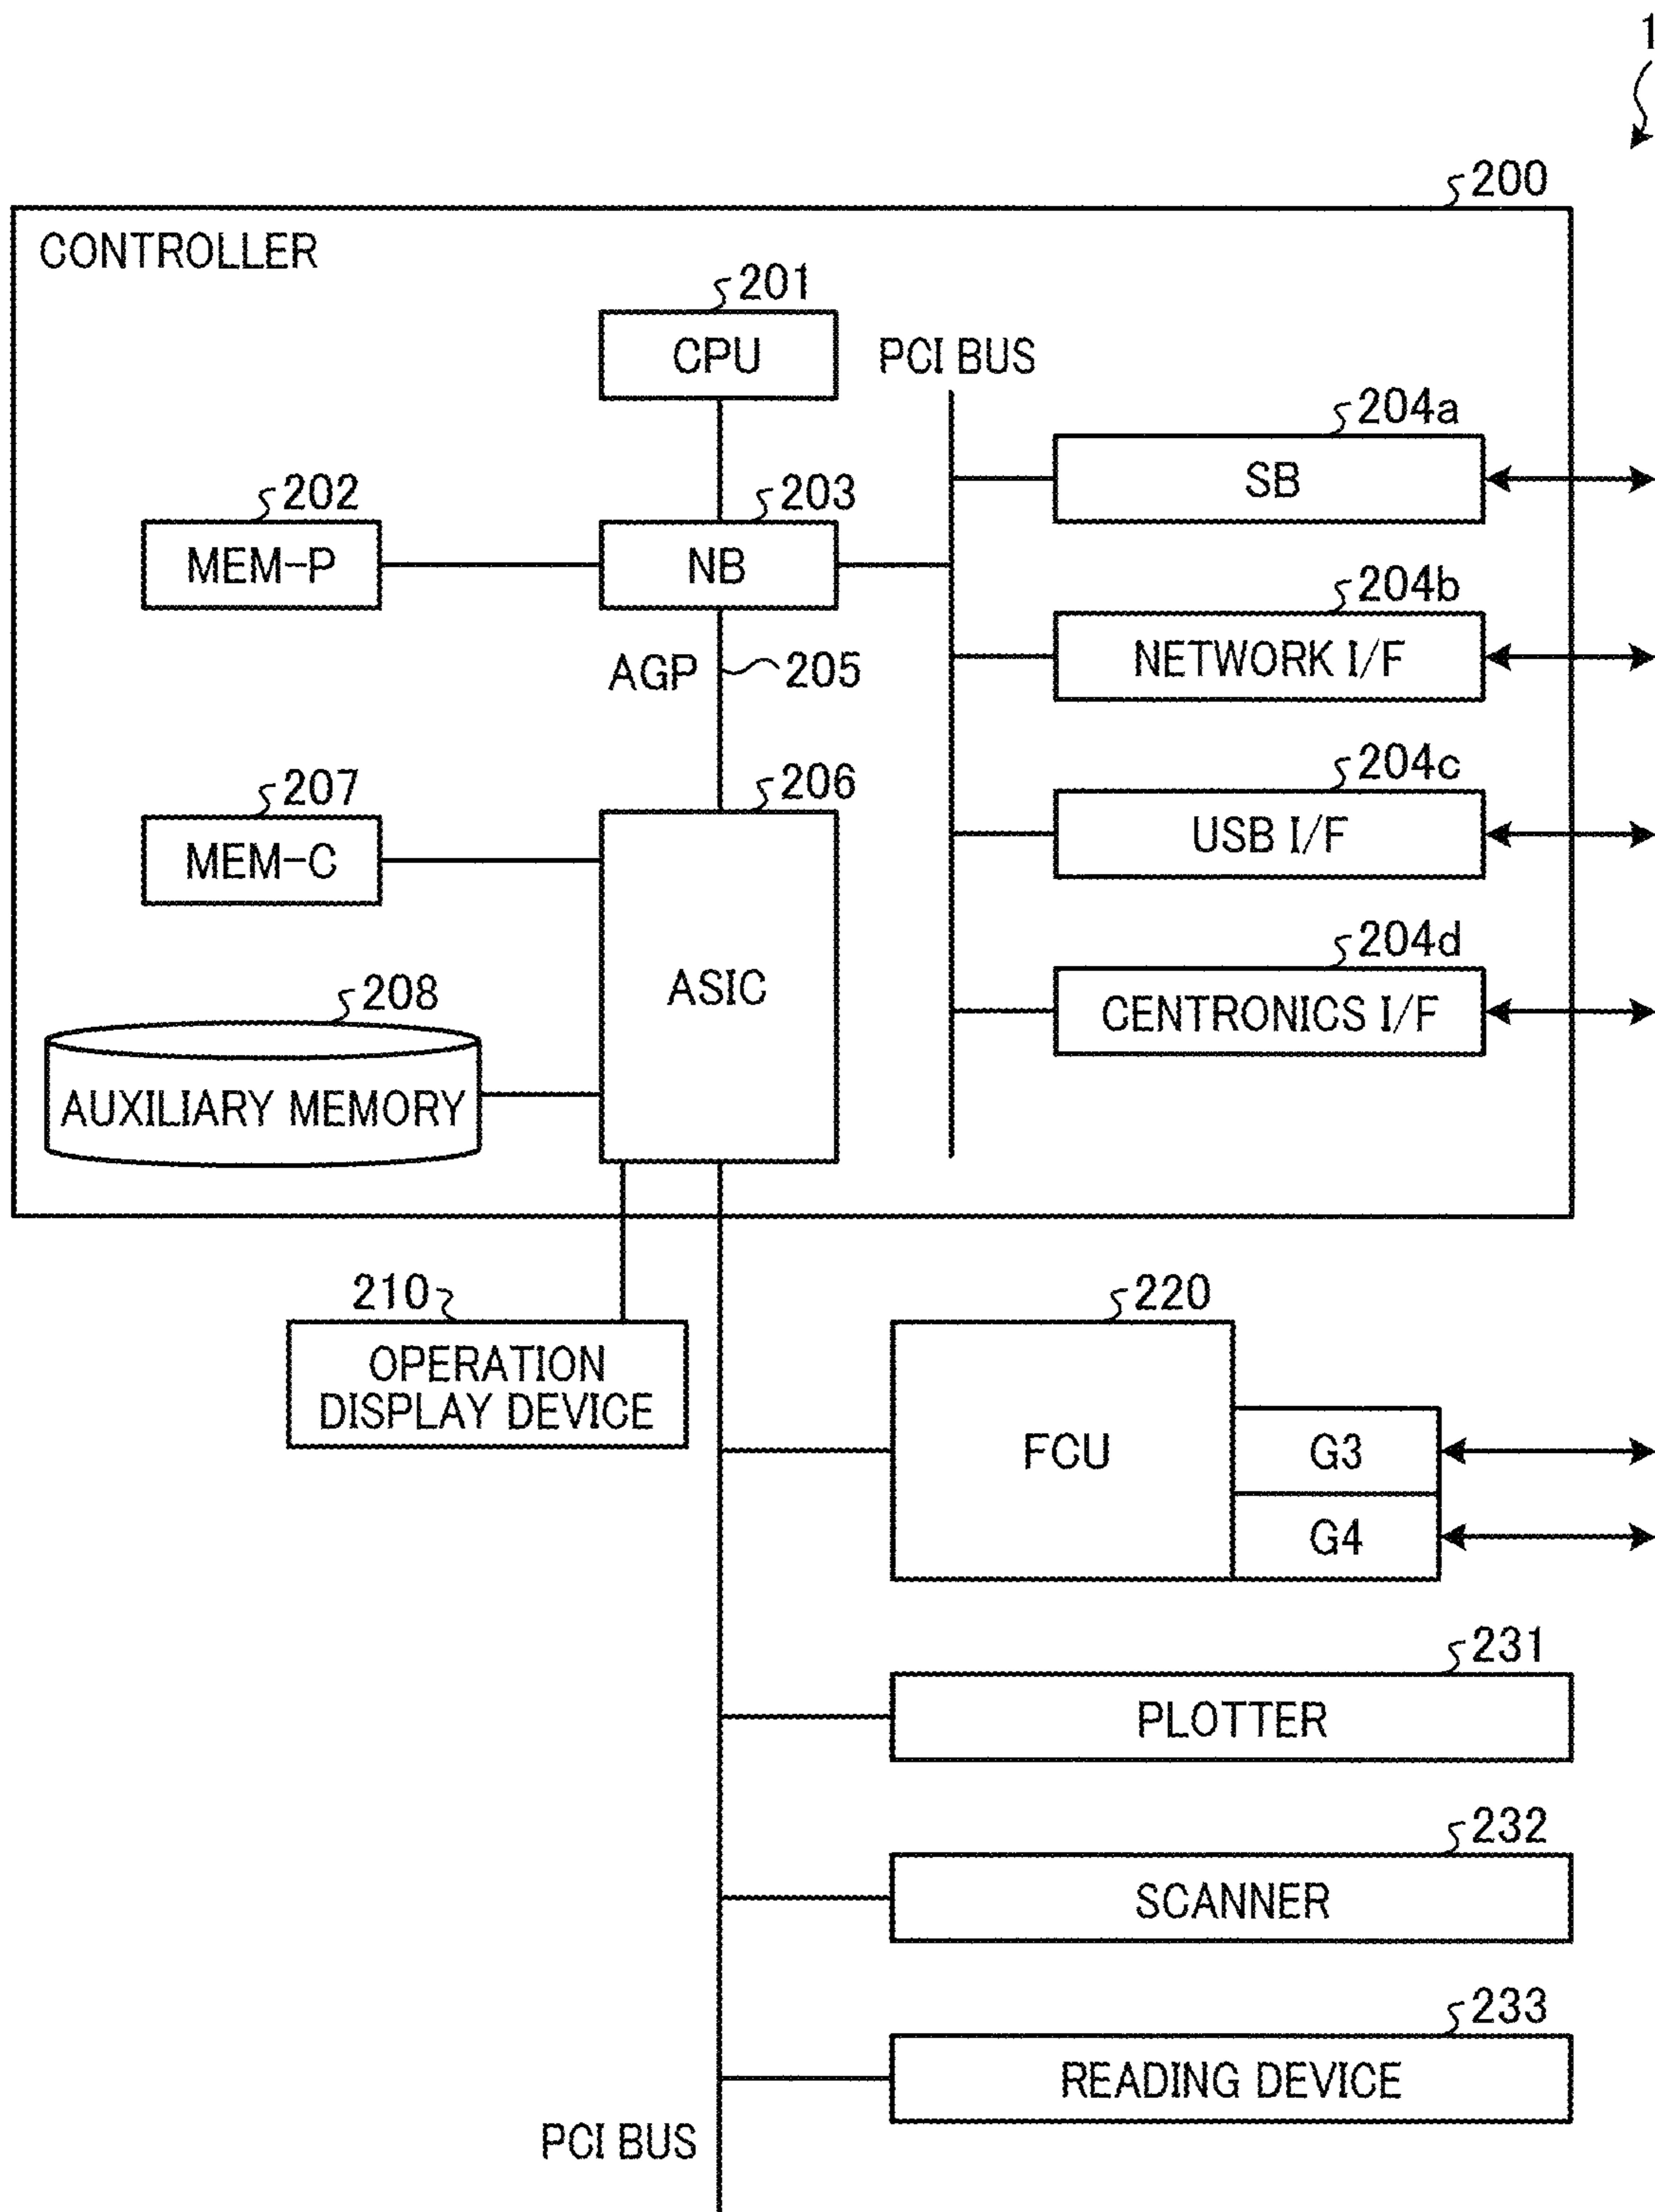 1
200
CONTROLLER
201
CPU
PCI BUS
204a
SB
202
MEM-P
203
NB
204b
NETWORK I/F
AGP
205
204c
USB I/F
207
MEM-C
206
ASIC
204d
CENTRONICS I/F
208
AUXILIARY MEMORY
210
OPERATION
DISPLAY DEVICE
220
FCU
G3
G4
231
PLOTTER
232
SCANNER
233
READING DEVICE
PCI BUS